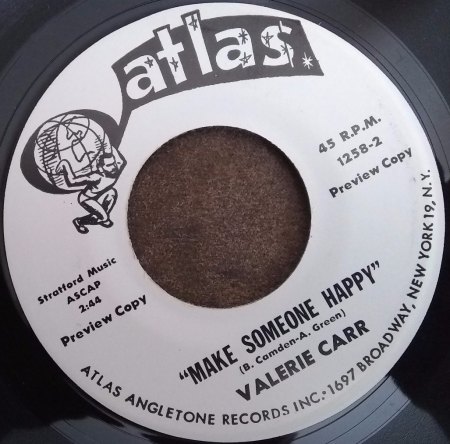 atlas
45 R.P.M.
1258-2
Preview Copy
Stratford Music
ASCAP
2:44
Preview Copy
"MAKE SOMEONE HAPPY"
(B. Camden-A. Green)
VALERIE CARR
ATLAS ANGLETONE RECORDS INC.-1697 BROADWAY, NEW YORK 19, N.Y.